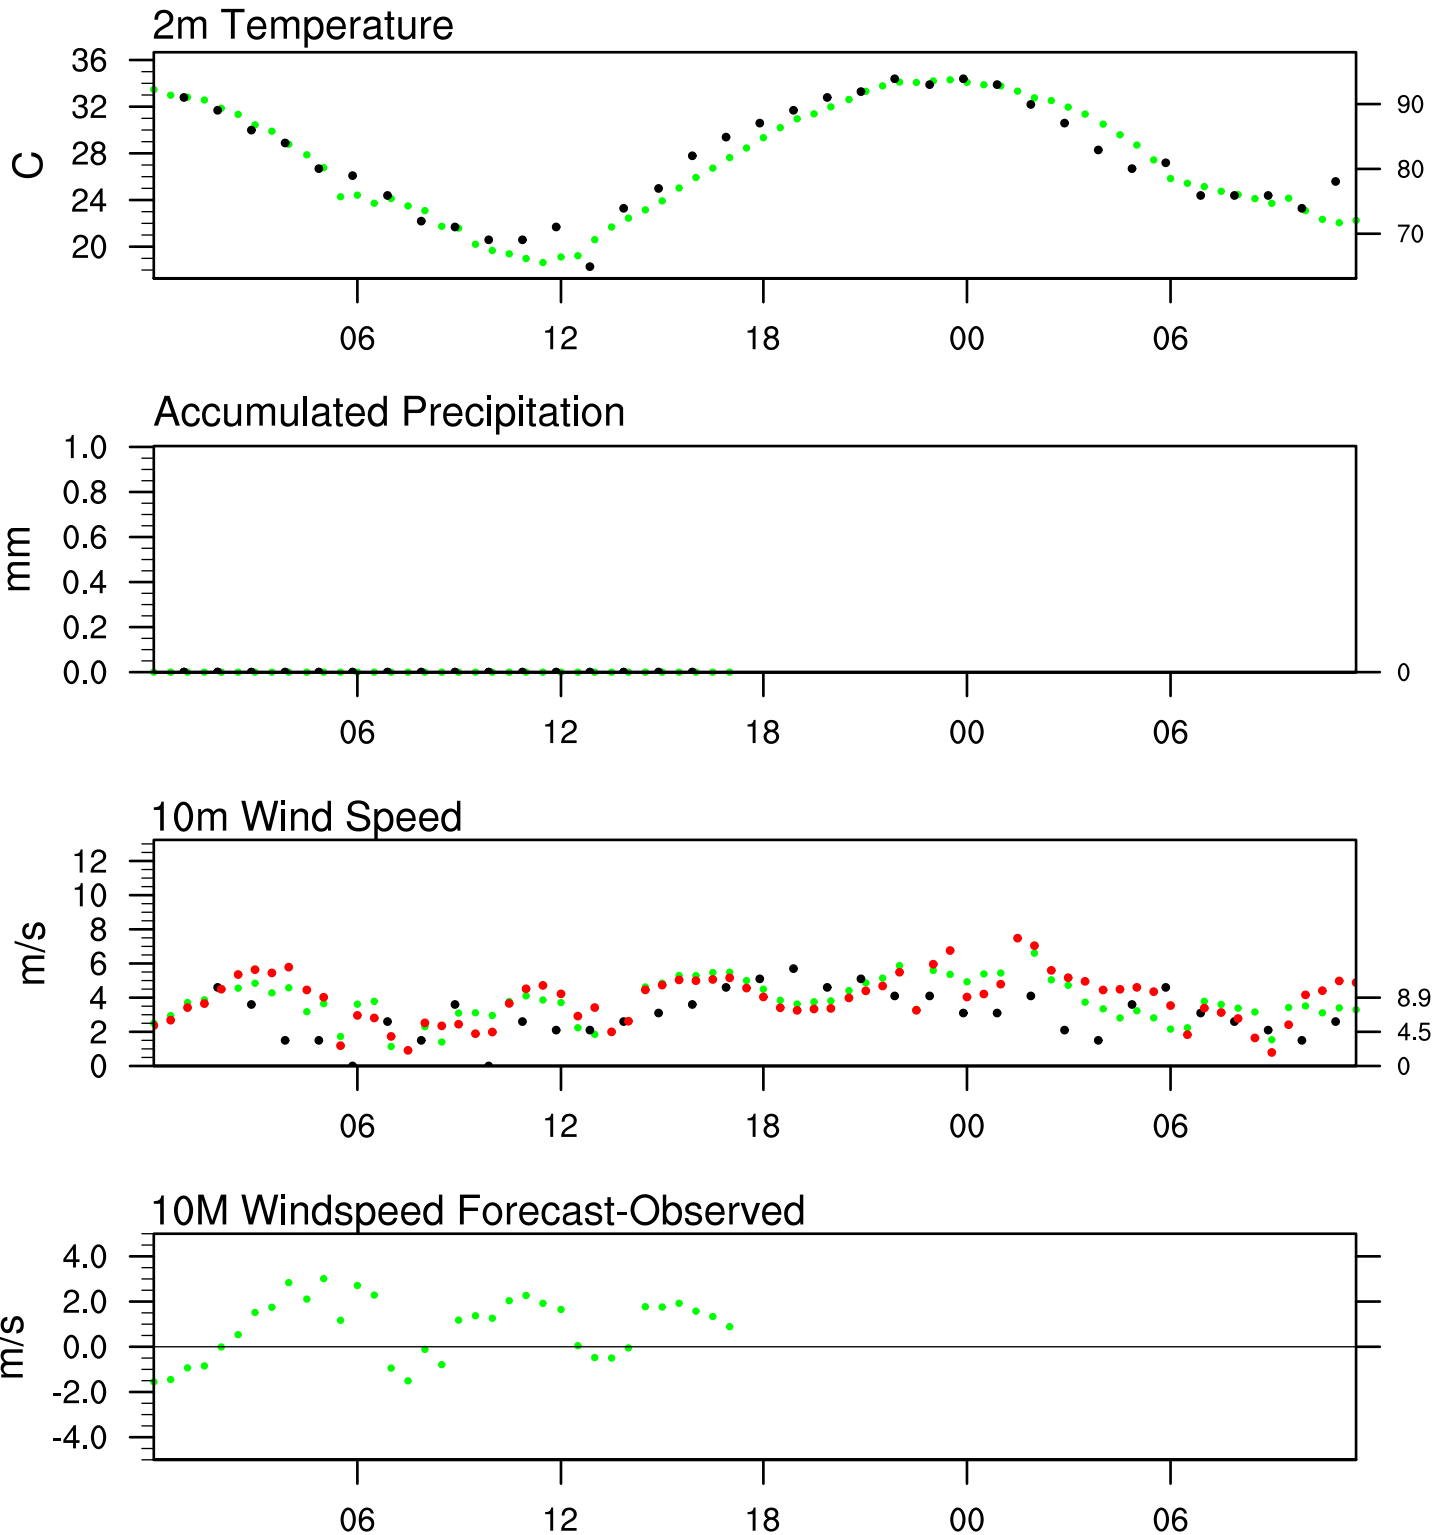 2m Temperature
36
32
28
24
20
C
90
80
70
06 12 18 00 06
Accumulated Precipitation
1.0
0.8
0.6
0.4
0.2
0.0
mm
0
06 12 18 00 06
10m Wind Speed
12
10
8
6
4
2
0
m/s
8.9
4.5
0
06 12 18 00 06
10M Windspeed Forecast-Observed
4.0
2.0
0.0
-2.0
-4.0
m/s
06 12 18 00 06